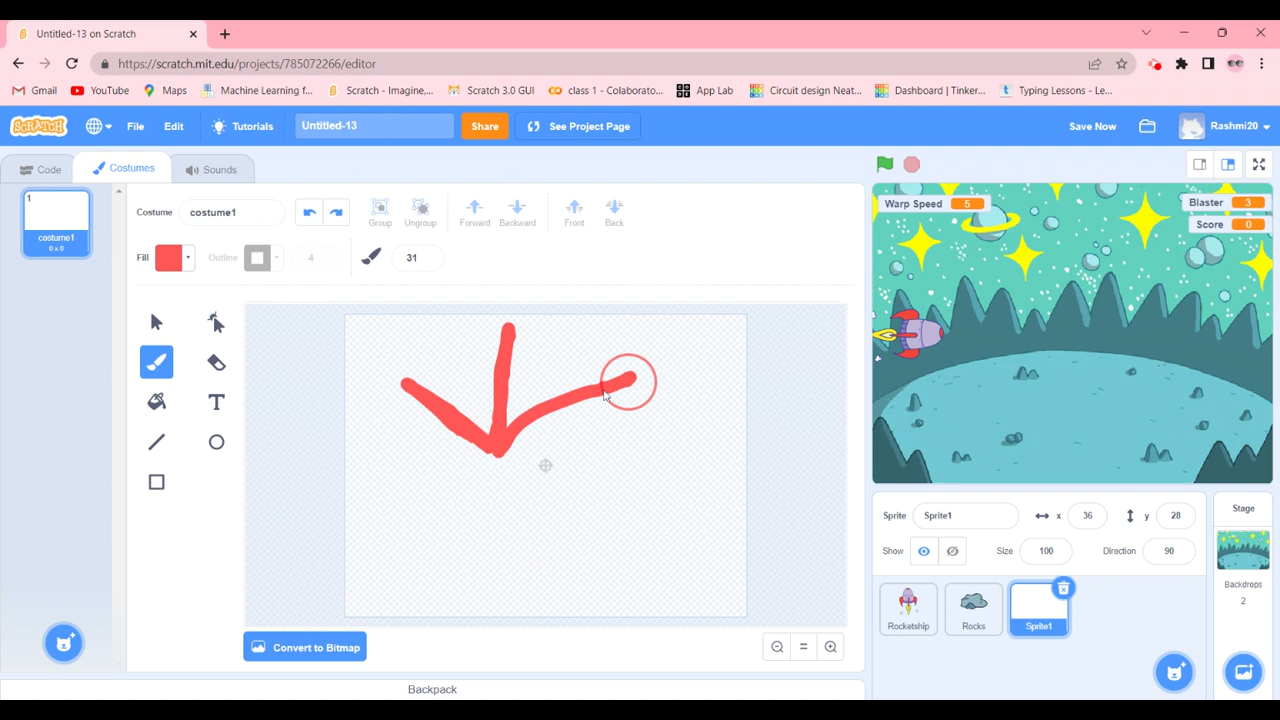 Untitled-13 on Scratch
https://scratch.mit.edu/projects/785072266/editor
Gmail YouTube Maps Machine Learning f... Scratch - Imagine,... Scratch 3.0 GUI class 1 - Colaborato... App Lab Circuit design Neat... Dashboard | Tinker... Typing Lessons - Le...
SCRATCH File Edit Tutorials Untitled-13 Share See Project Page Save Now Rashmi20
Code Costumes Sounds
1
costume1
0 x 0
Costume costume1 Group Ungroup Forward Backward Front Back
Fill Outline 4 31
Convert to Bitmap
Backpack
Warp Speed 5
Blaster 3
Score 0
Sprite Sprite1 x 36 y 28
Show Size 100 Direction 90
Rocketship Rocks Sprite1
Stage
Backdrops
2